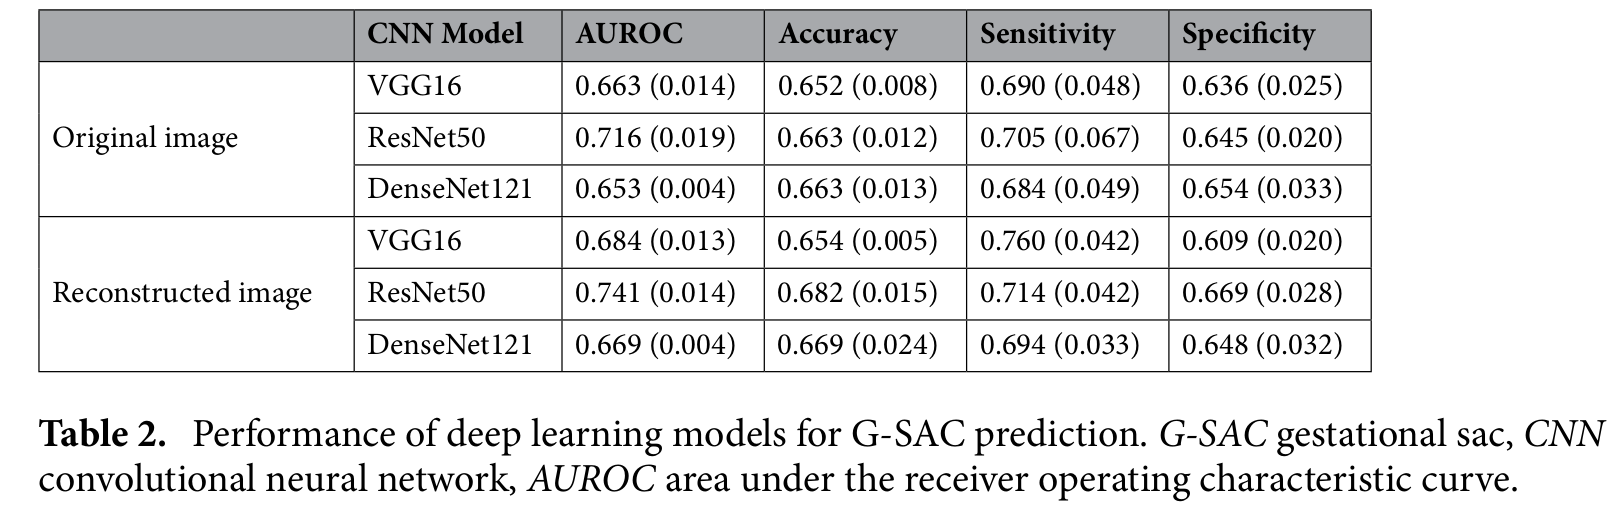 CNN Model AUROC Accuracy Sensitivity Specificity
VGG16 0.663 (0.014) 0.652 (0.008) 0.690 (0.048) 0.636 (0.025)
Original image ResNet50 0.716 (0.019) 0.663 (0.012) 0.705 (0.067) 0.645 (0.020)
DenseNet121 0.653 (0.004) 0.663 (0.013) 0.684 (0.049) 0.654 (0.033)
VGG16 0.684 (0.013) 0.654 (0.005) 0.760 (0.042) 0.609 (0.020)
Reconstructed image ResNet50 0.741 (0.014) 0.682 (0.015) 0.714 (0.042) 0.669 (0.028)
DenseNet121 0.669 (0.004) 0.669 (0.024) 0.694 (0.033) 0.648 (0.032)
Table 2. Performance of deep learning models for G-SAC prediction. G-SAC gestational sac, CNN
convolutional neural network, AUROC area under the receiver operating characteristic curve.